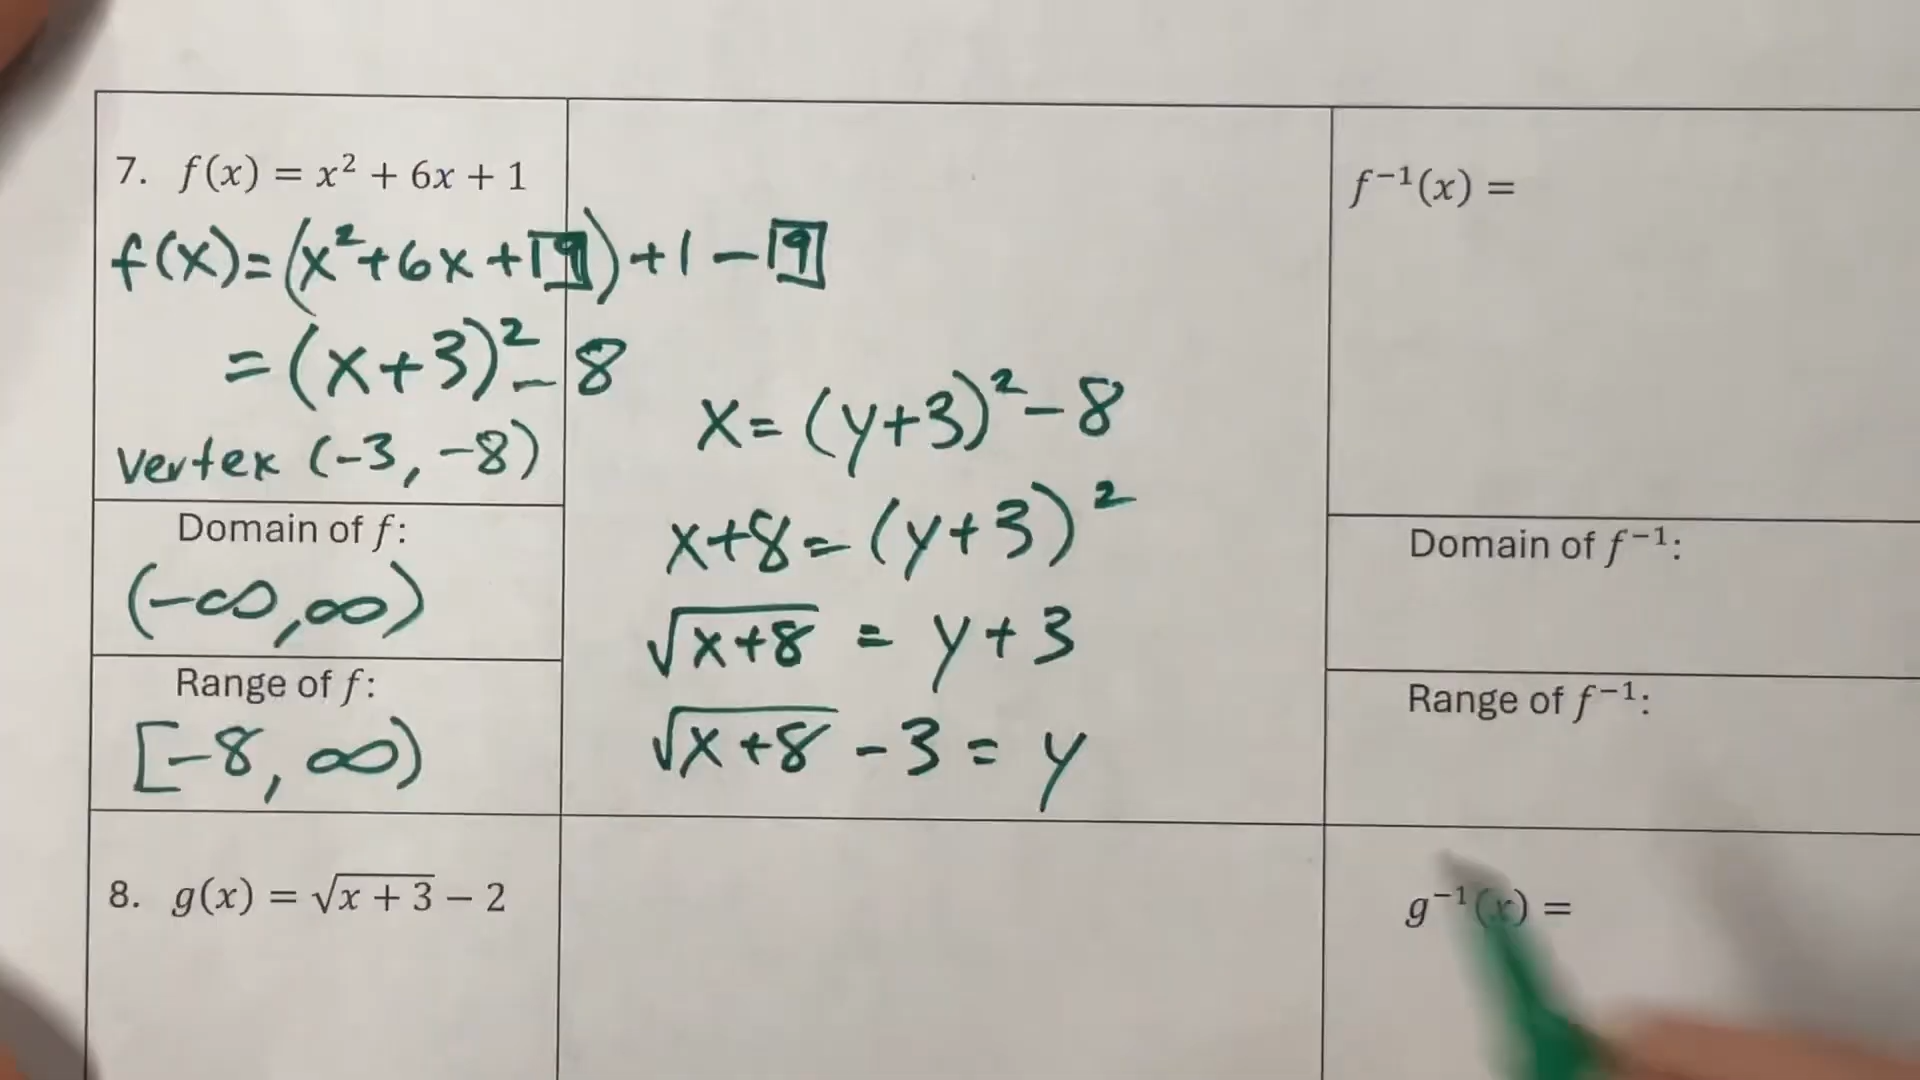 7. f(x) = x² + 6x + 1
f(x) = (x² + 6x + 9) + 1 − 9
= (x+3)² − 8
vertex (−3, −8)
Domain of f:
(−∞, ∞)
Range of f:
[−8, ∞)
x = (y+3)² − 8
x+8 = (y+3)²
√(x+8) = y+3
√(x+8) − 3 = y
f⁻¹(x) =
Domain of f⁻¹:
Range of f⁻¹:
8. g(x) = √(x + 3) − 2
g⁻¹(x) =